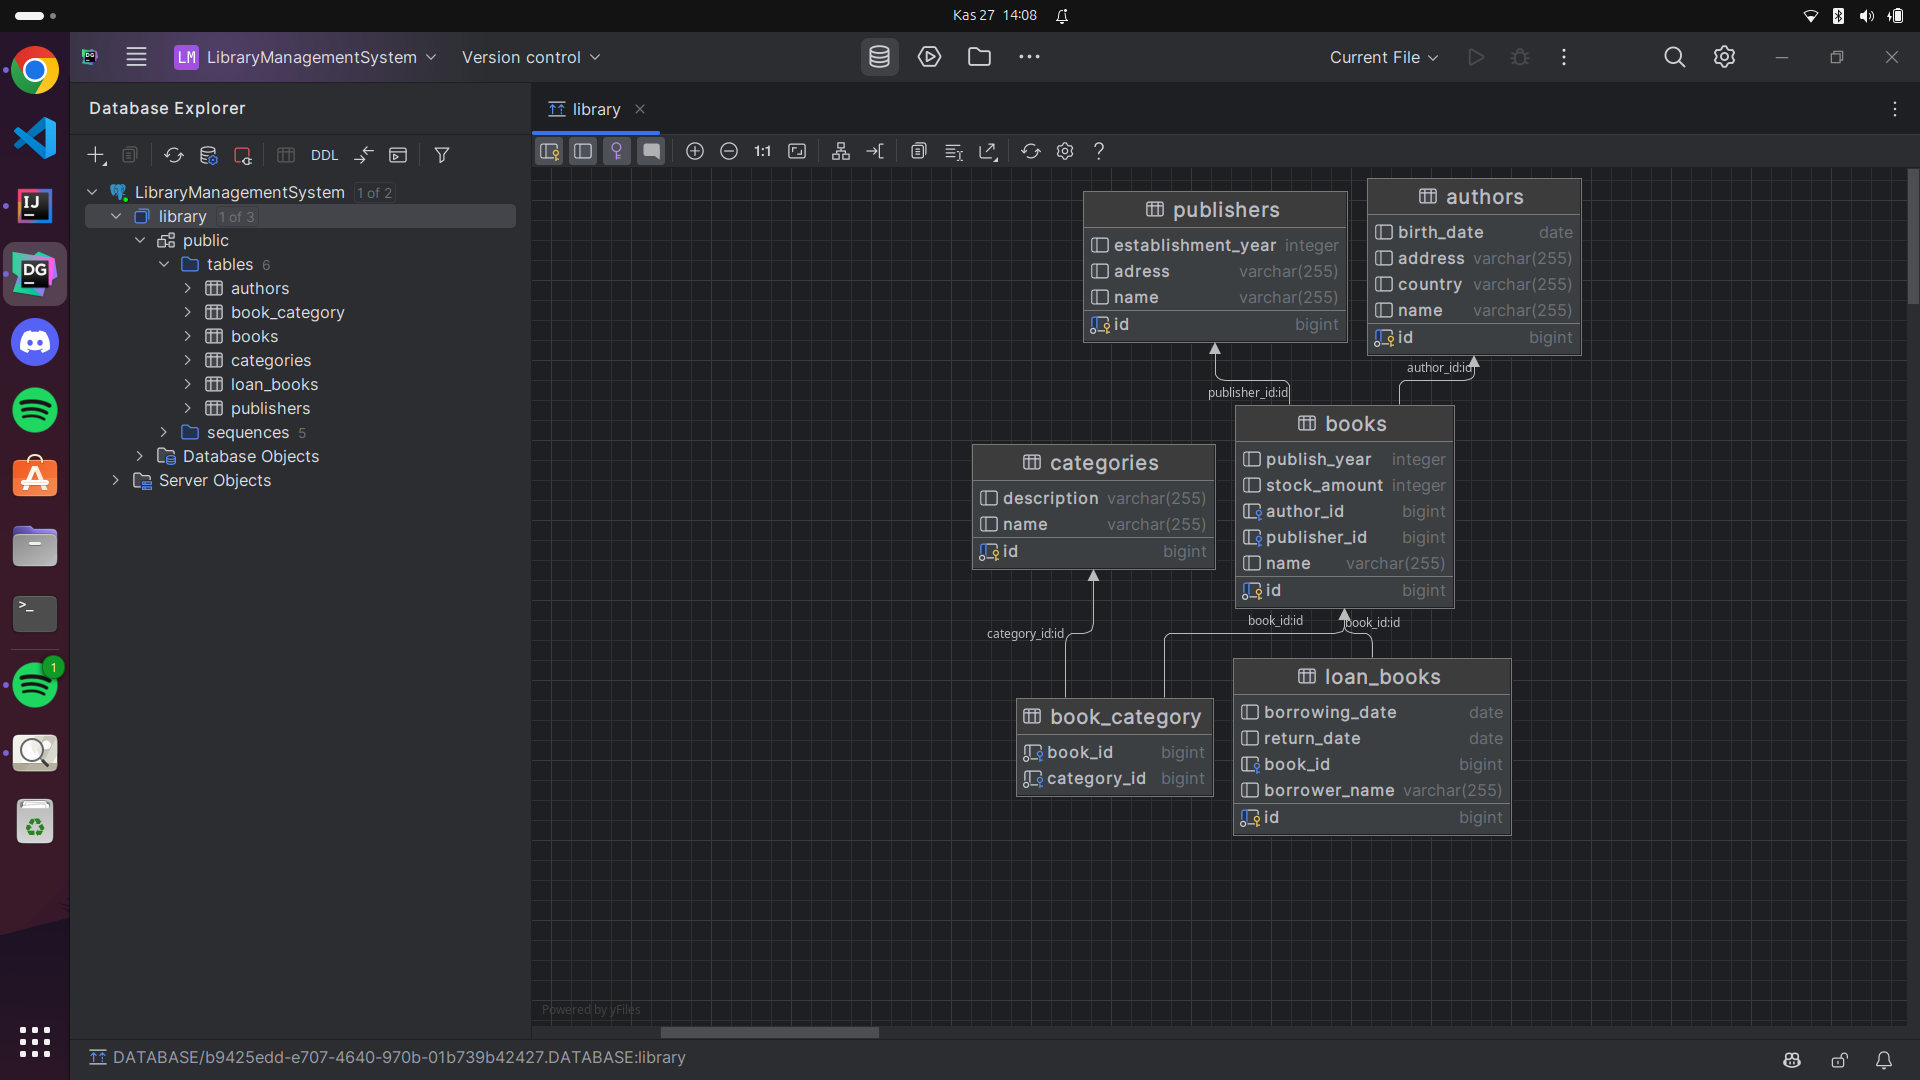 Kas 27 14:08
LM LibraryManagementSystem
Version control
Current File
Database Explorer
library
DDL
1:1
LibraryManagementSystem 1 of 2
library 1 of 3
public
tables 6
authors
book_category
books
categories
loan_books
publishers
sequences 5
Database Objects
Server Objects
publishers
establishment_year integer
adress varchar(255)
name varchar(255)
id bigint
authors
birth_date date
address varchar(255)
country varchar(255)
name varchar(255)
id bigint
publisher_id:id
author_id:id
books
publish_year integer
stock_amount integer
author_id bigint
publisher_id bigint
name varchar(255)
id bigint
categories
description varchar(255)
name varchar(255)
id bigint
category_id:id
book_id:id
book_id:id
book_category
book_id bigint
category_id bigint
loan_books
borrowing_date date
return_date date
book_id bigint
borrower_name varchar(255)
id bigint
Powered by yFiles
DATABASE/b9425edd-e707-4640-970b-01b739b42427.DATABASE:library
IJ
DG
DG
>_
1